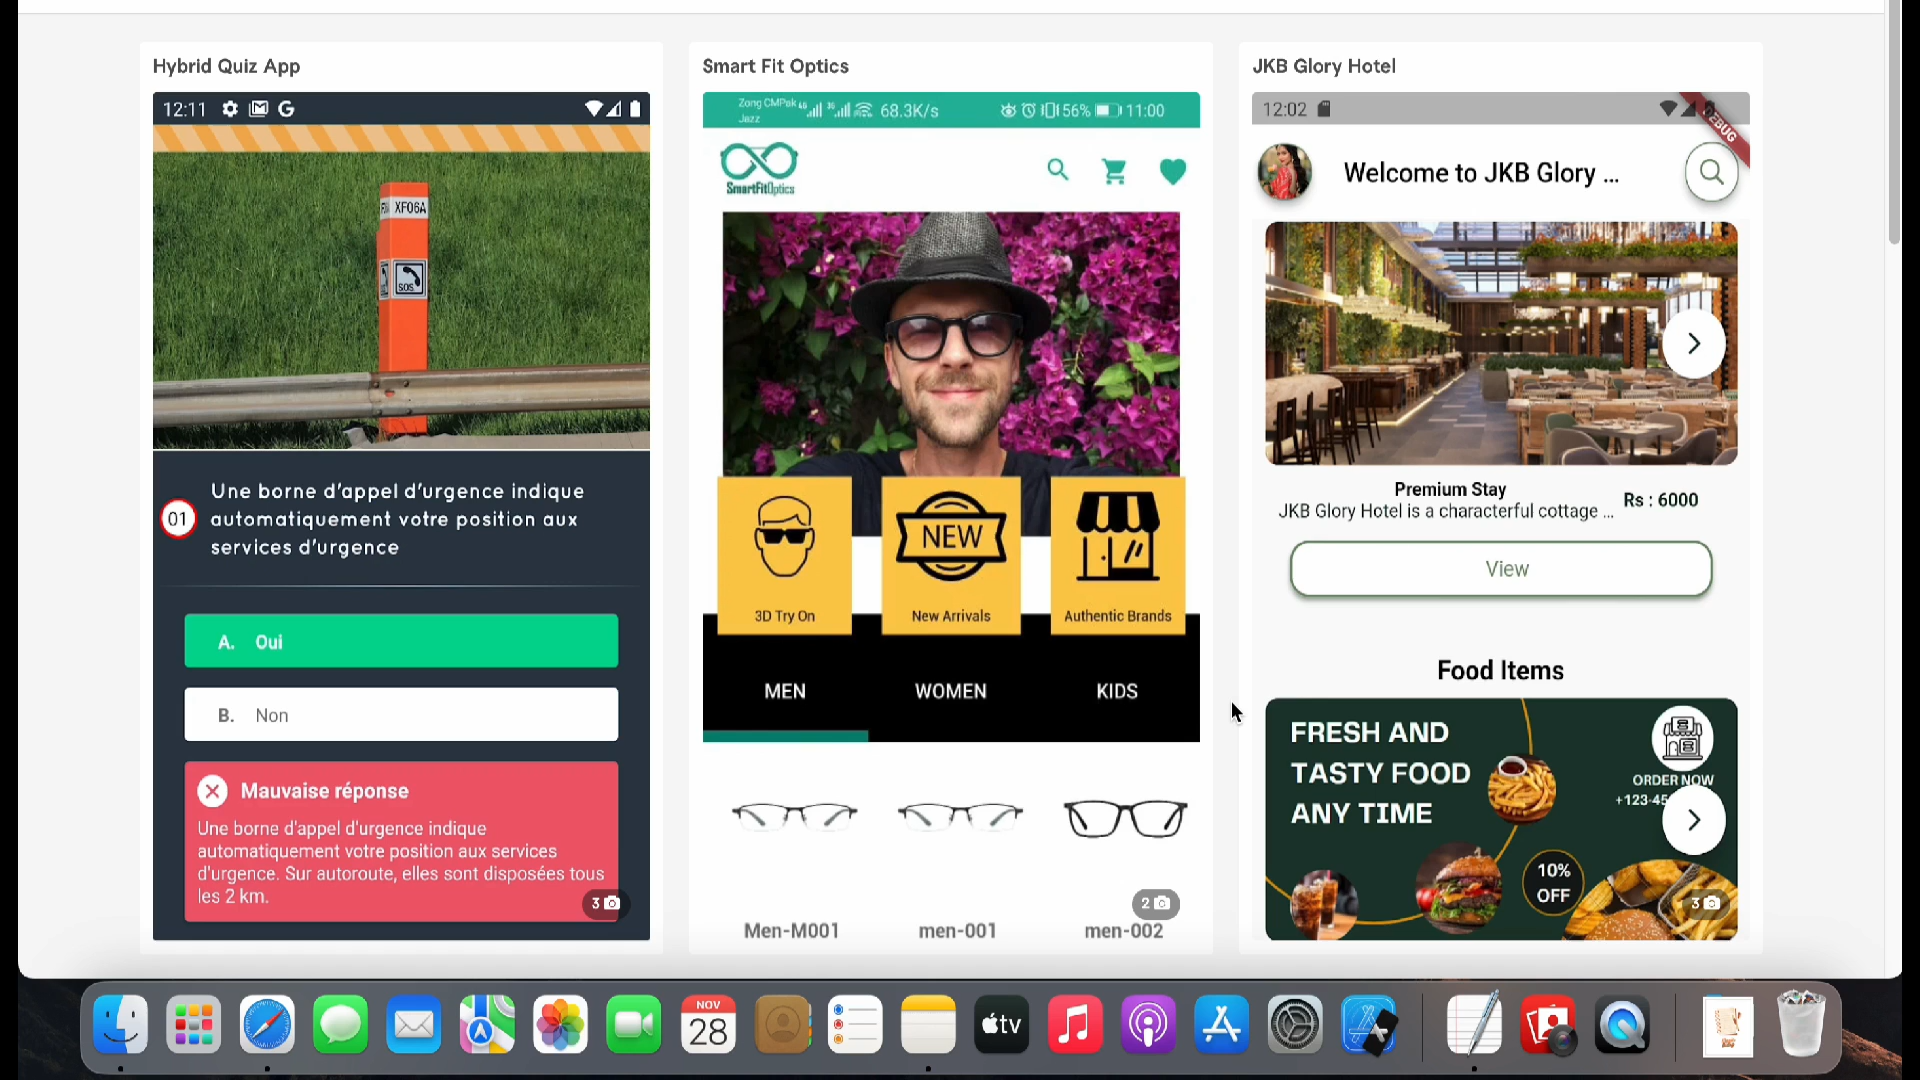 Hybrid Quiz App
12:11
XF06A
SOS
01
Une borne d'appel d'urgence indique
automatiquement votre position aux
services d'urgence
A. Oui
B. Non
Mauvaise réponse
Une borne d'appel d'urgence indique
automatiquement votre position aux services
d'urgence. Sur autoroute, elles sont disposées tous
les 2 km.
3
Smart Fit Optics
Zong CMPak
Jazz
4G
3G
68.3K/s
56%
11:00
SmartFitOptics
3D Try On
NEW
New Arrivals
Authentic Brands
MEN
WOMEN
KIDS
Men-M001
men-001
men-002
2
JKB Glory Hotel
12:02
Welcome to JKB Glory ...
Premium Stay
JKB Glory Hotel is a characterful cottage ...
Rs : 6000
View
Food Items
FRESH AND
TASTY FOOD
ANY TIME
ORDER NOW
10%
OFF
3
NOV
28
tv